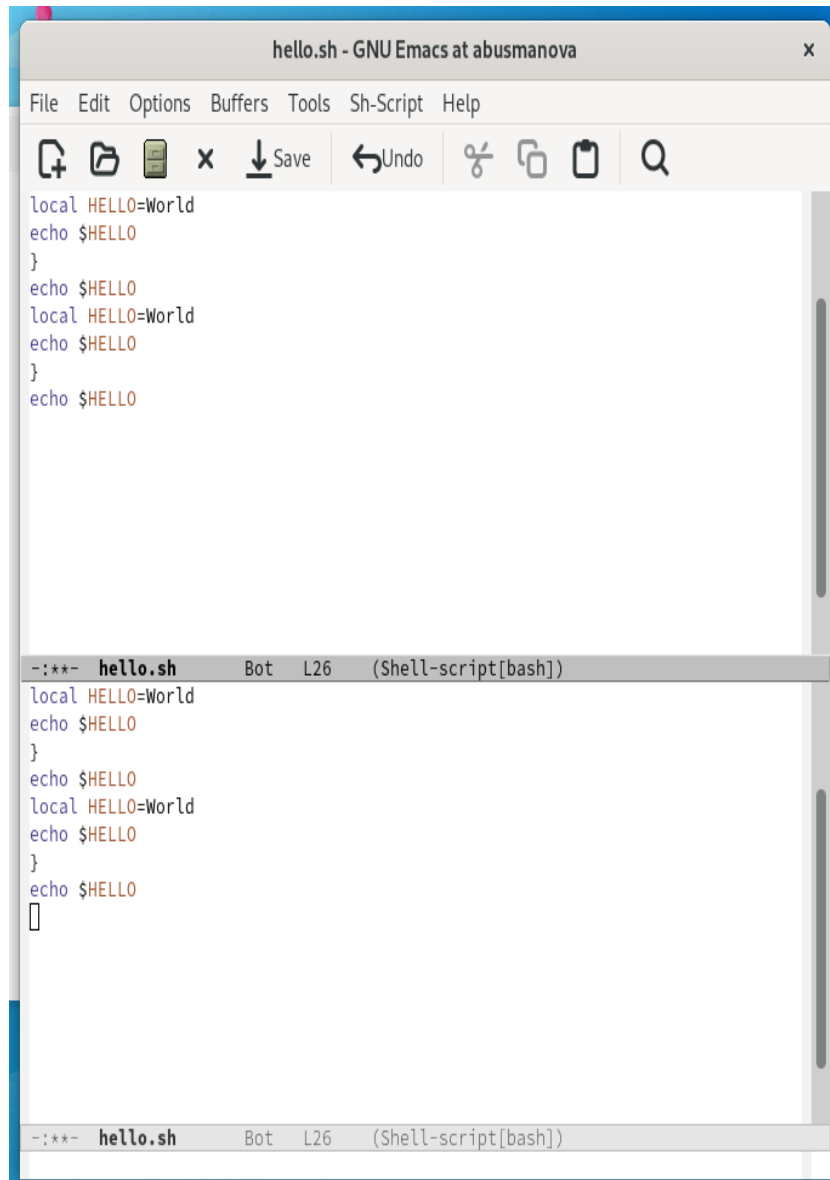 hello.sh - GNU Emacs at abusmanova
File Edit Options Buffers Tools Sh-Script Help
Save Undo
local HELLO=World
echo $HELLO
}
echo $HELLO
local HELLO=World
echo $HELLO
}
echo $HELLO
-:**- hello.sh Bot L26 (Shell-script[bash])
local HELLO=World
echo $HELLO
}
echo $HELLO
local HELLO=World
echo $HELLO
}
echo $HELLO
-:**- hello.sh Bot L26 (Shell-script[bash])